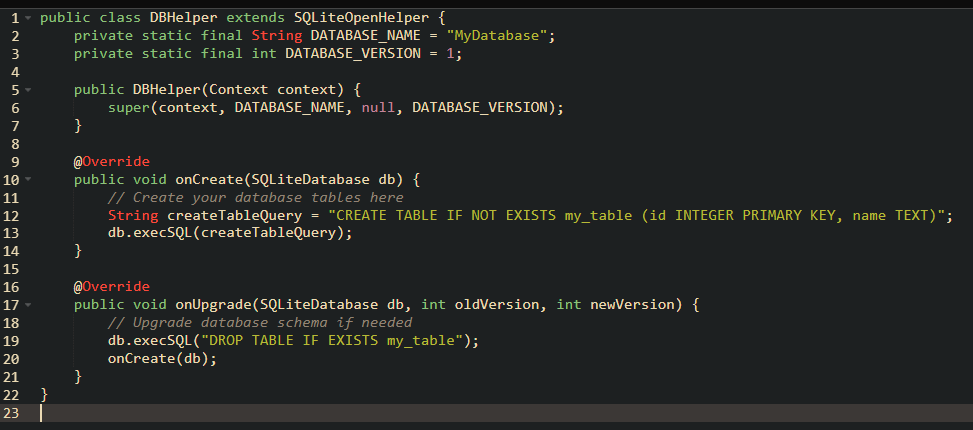 1 public class DBHelper extends SQLiteOpenHelper {
2     private static final String DATABASE_NAME = "MyDatabase";
3     private static final int DATABASE_VERSION = 1;
4
5     public DBHelper(Context context) {
6         super(context, DATABASE_NAME, null, DATABASE_VERSION);
7     }
8
9     @Override
10     public void onCreate(SQLiteDatabase db) {
11         // Create your database tables here
12         String createTableQuery = "CREATE TABLE IF NOT EXISTS my_table (id INTEGER PRIMARY KEY, name TEXT)";
13         db.execSQL(createTableQuery);
14     }
15
16     @Override
17     public void onUpgrade(SQLiteDatabase db, int oldVersion, int newVersion) {
18         // Upgrade database schema if needed
19         db.execSQL("DROP TABLE IF EXISTS my_table");
20         onCreate(db);
21     }
22 }
23